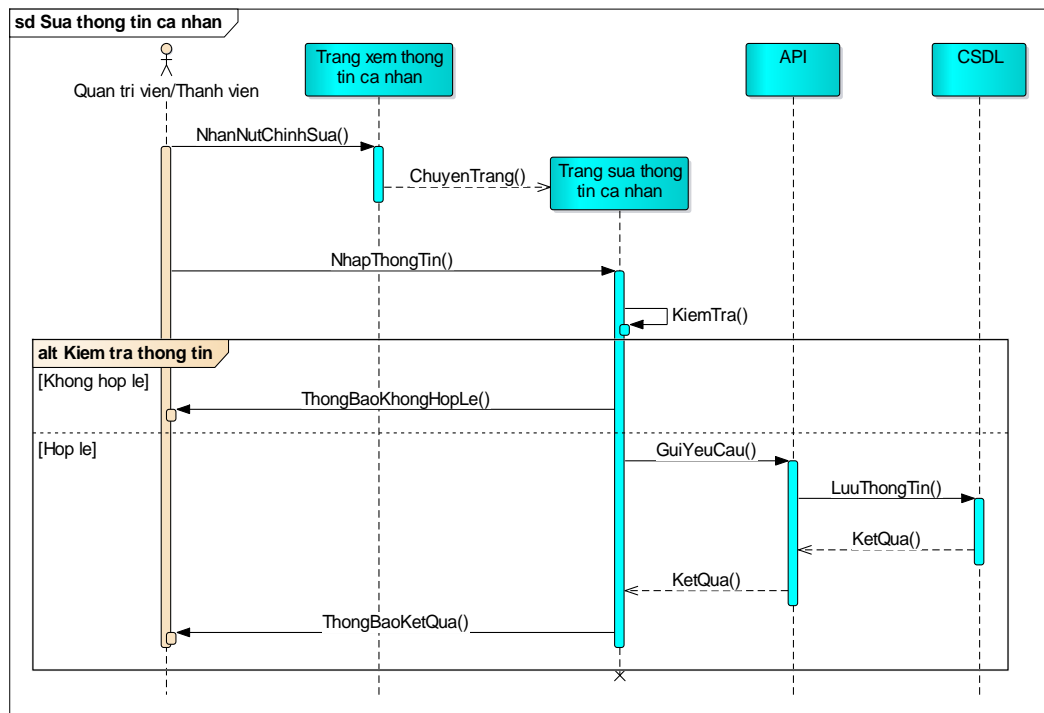 sd Sua thong tin ca nhan
Quan tri vien/Thanh vien
Trang xem thong
tin ca nhan
API
CSDL
NhanNutChinhSua()
ChuyenTrang()
Trang sua thong
tin ca nhan
NhapThongTin()
KiemTra()
alt Kiem tra thong tin
[Khong hop le]
ThongBaoKhongHopLe()
[Hop le]
GuiYeuCau()
LuuThongTin()
KetQua()
KetQua()
ThongBaoKetQua()